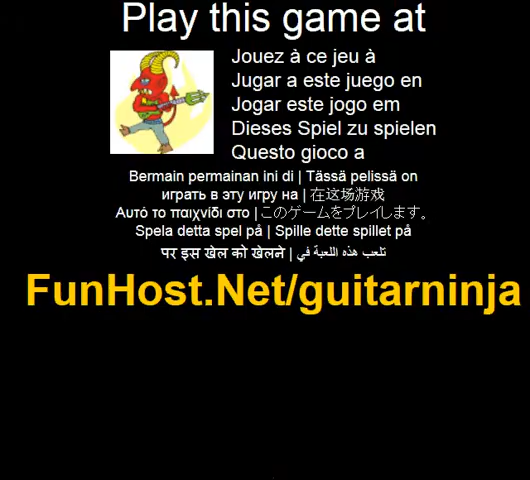 Play this game at
Jouez à ce jeu à
Jugar a este juego en
Jogar este jogo em
Dieses Spiel zu spielen
Questo gioco a
Bermain permainan ini di | Tässä pelissä on
играть в эту игру на | 在这场游戏
Αυτό το παιχνίδι στο | このゲームをプレイします。
Spela detta spel på | Spille dette spillet på
पर इस खेल को खेलने | تلعب هذه اللعبة في
FunHost.Net/guitarninja